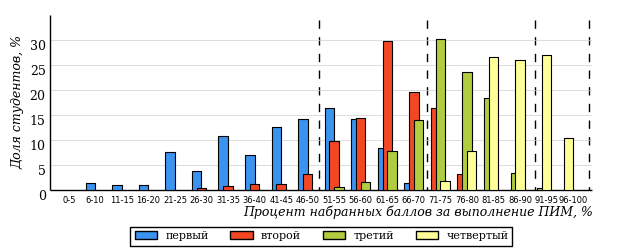 Доля студентов, %
30
25
20
15
10
5
0
0-5 6-10 11-15 16-20 21-25 26-30 31-35 36-40 41-45 46-50 51-55 56-60 61-65 66-70 71-75 76-80 81-85 86-90 91-95 96-100
Процент набранных баллов за выполнение ПИМ, %
первый второй третий четвертый